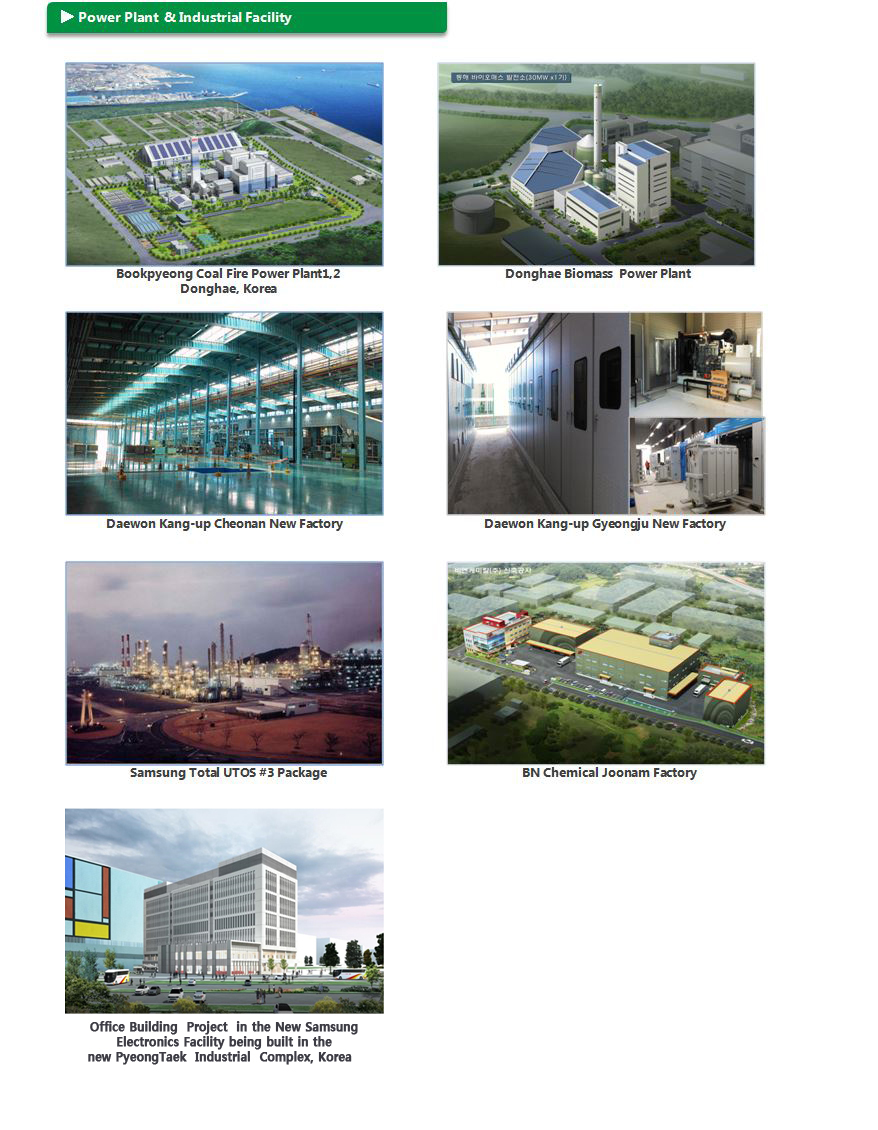 Power Plant & Industrial Facility
동해 바이오매스 발전소(30MW x1기)
Bookpyeong Coal Fire Power Plant1,2
Donghae, Korea
Donghae Biomass Power Plant
Daewon Kang-up Cheonan New Factory
Daewon Kang-up Gyeongju New Factory
비엔케미칼(주) 신축공사
Samsung Total UTOS #3 Package
BN Chemical Joonam Factory
Office Building Project in the New Samsung
Electronics Facility being built in the
new PyeongTaek Industrial Complex, Korea